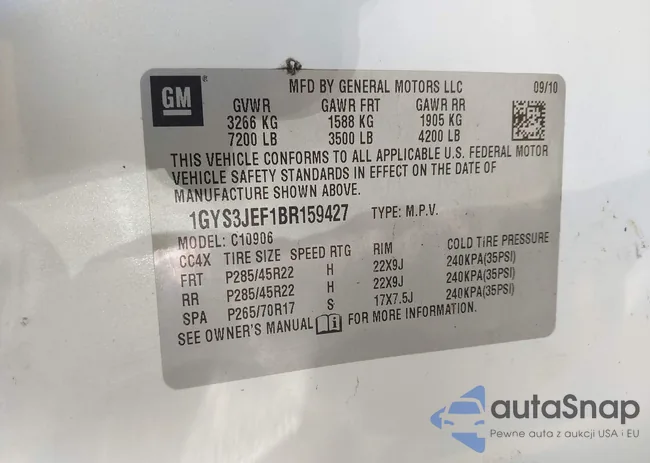 GM ® MFD BY GENERAL MOTORS LLC 09/10
GVWR GAWR FRT GAWR RR
3266 KG 1588 KG 1905 KG
7200 LB 3500 LB 4200 LB
THIS VEHICLE CONFORMS TO ALL APPLICABLE U.S. FEDERAL MOTOR
VEHICLE SAFETY STANDARDS IN EFFECT ON THE DATE OF
MANUFACTURE SHOWN ABOVE.
1GYS3JEF1BR159427 TYPE: M.P.V.
MODEL: C10906
CC4X TIRE SIZE SPEED RTG RIM COLD TIRE PRESSURE
FRT P285/45R22 H 22X9J 240KPA(35PSI)
RR P285/45R22 H 22X9J 240KPA(35PSI)
SPA P265/70R17 S 17X7.5J 240KPA(35PSI)
SEE OWNER'S MANUAL FOR MORE INFORMATION.
autoSnap
Pewne auta z aukcji USA i EU